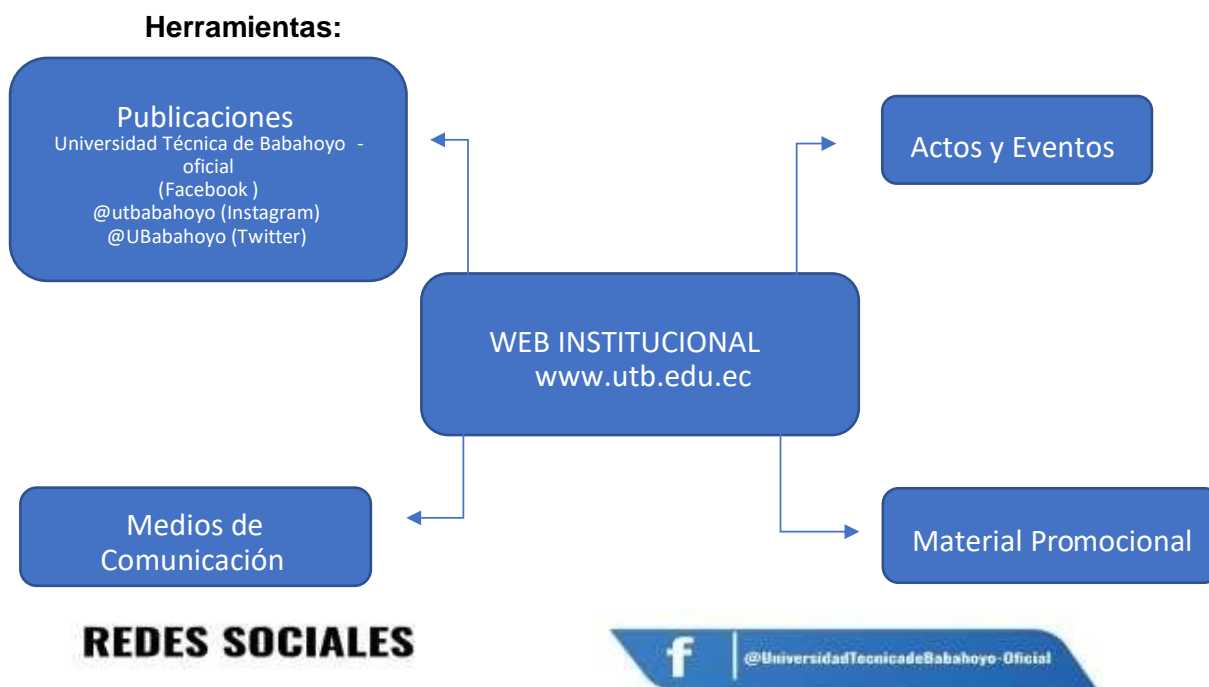 Herramientas:
Publicaciones
Universidad Técnica de Babahoyo -
oficial
(Facebook )
@utbabahoyo (Instagram)
@UBabahoyo (Twitter)
Actos y Eventos
WEB INSTITUCIONAL
www.utb.edu.ec
Medios de
Comunicación
Material Promocional
REDES SOCIALES
f
@UniversidadTecnicadeBabahoyo-Oficial